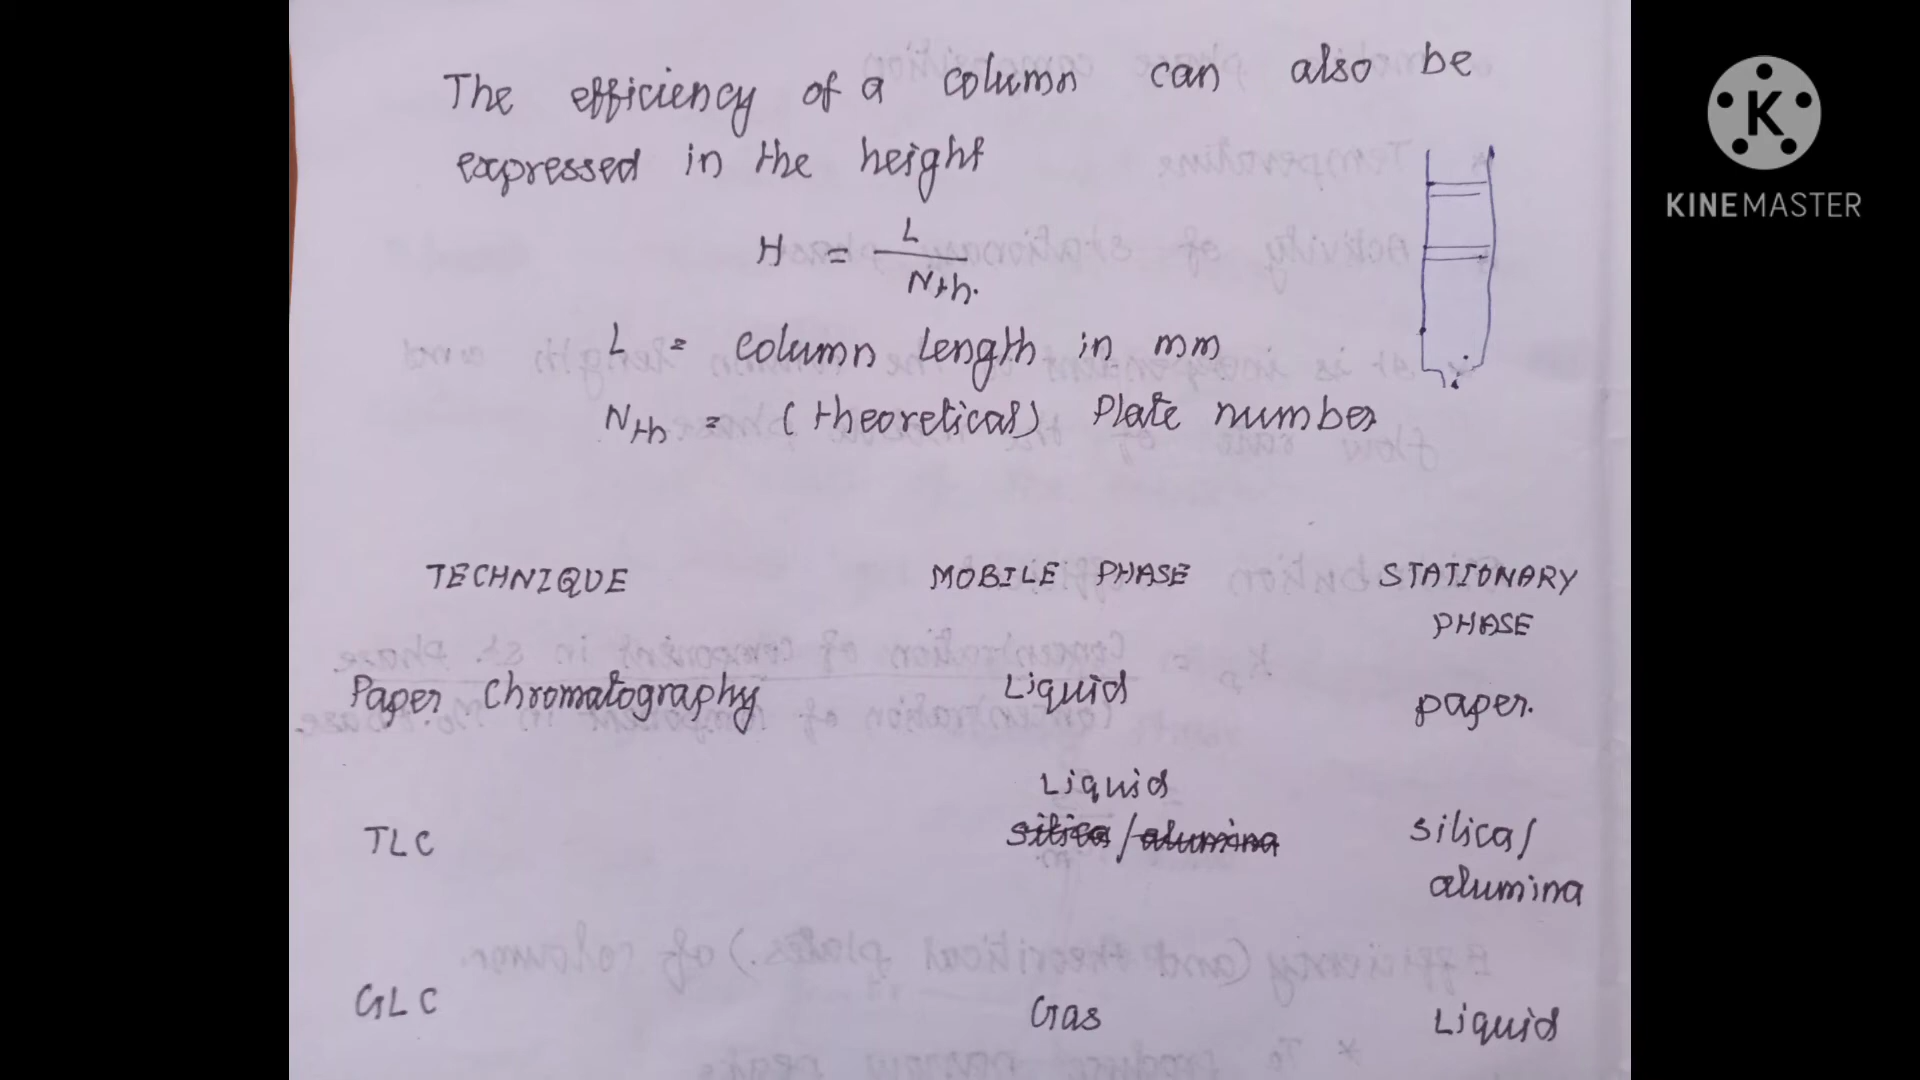 The efficiency of a column can also be
expressed in the height
H = L / Nth.
L = column length in mm
Nth = (theoretical) Plate number
TECHNIQUE MOBILE PHASE STATIONARY PHASE
Paper Chromatography Liquid paper.
TLC Liquid silica/alumina silica/
alumina
GLC Gas Liquid
K
KINEMASTER